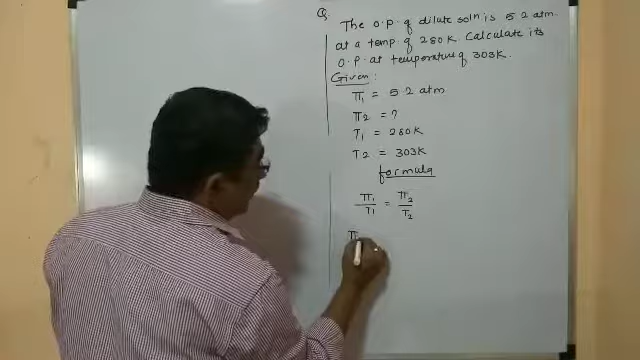 Q.
The O.P. of dilute soln is 5.2 atm
at a temp. of 280 K. Calculate its
O.P. at temperature of 303K.
Given:
π₁ = 5.2 atm
π₂ = ?
T₁ = 280K
T₂ = 303K
formula
π₁/T₁ = π₂/T₂
π